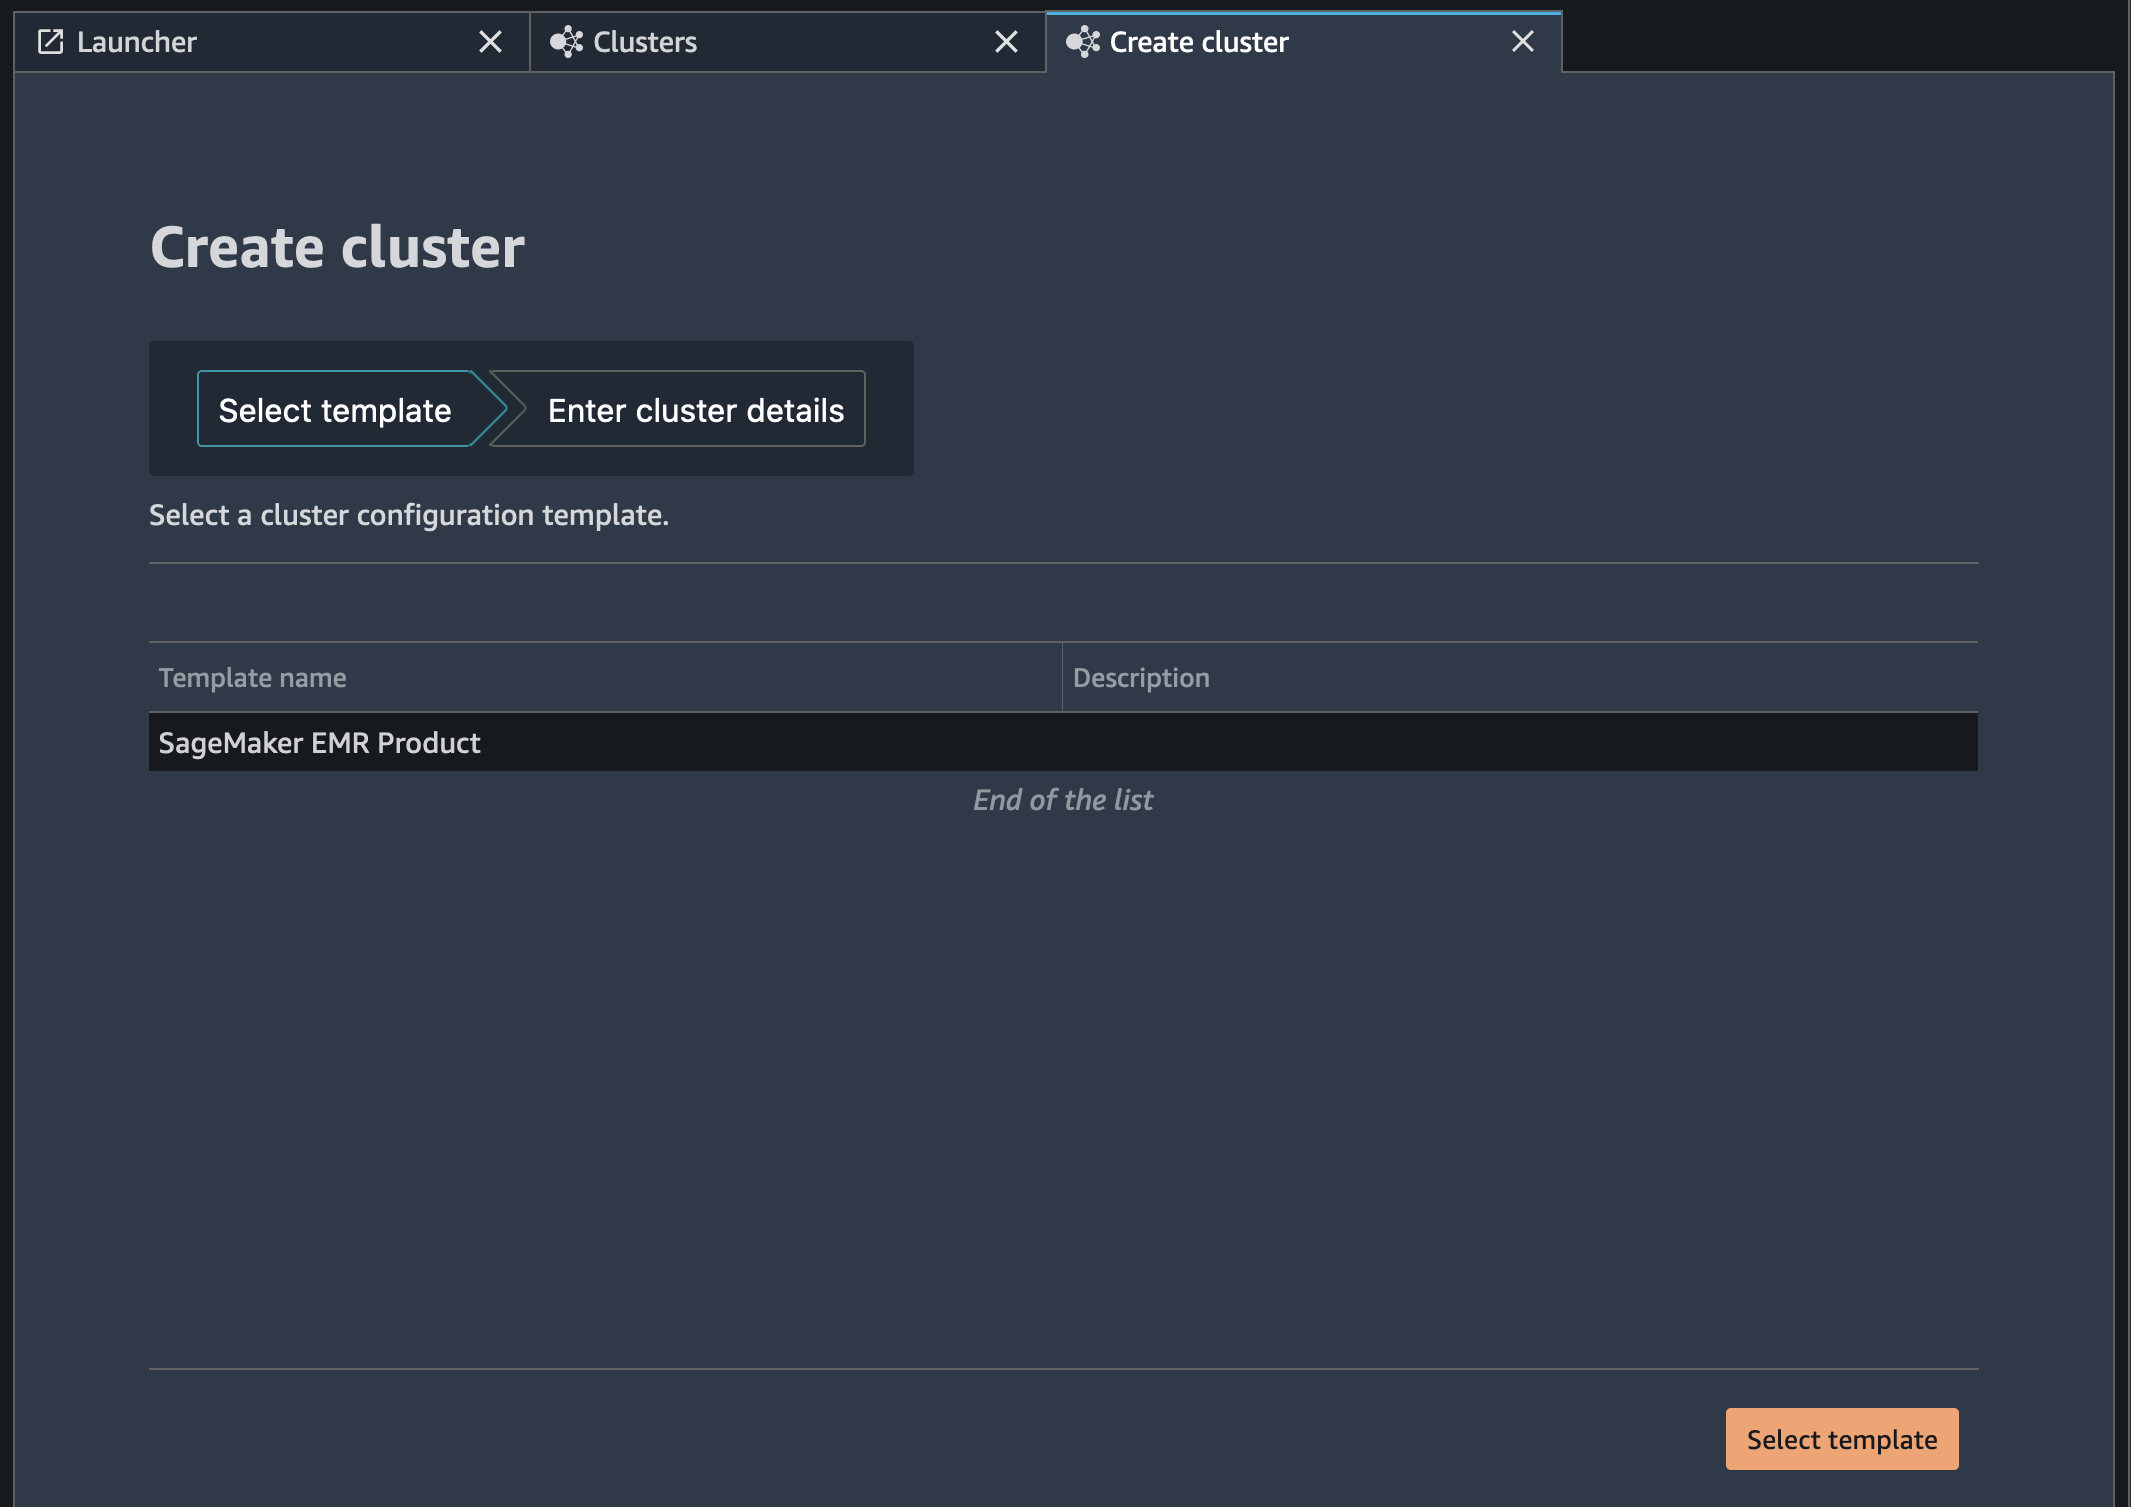 Launcher
Clusters
Create cluster
Create cluster
Select template
Enter cluster details
Select a cluster configuration template.
Template name
Description
SageMaker EMR Product
End of the list
Select template